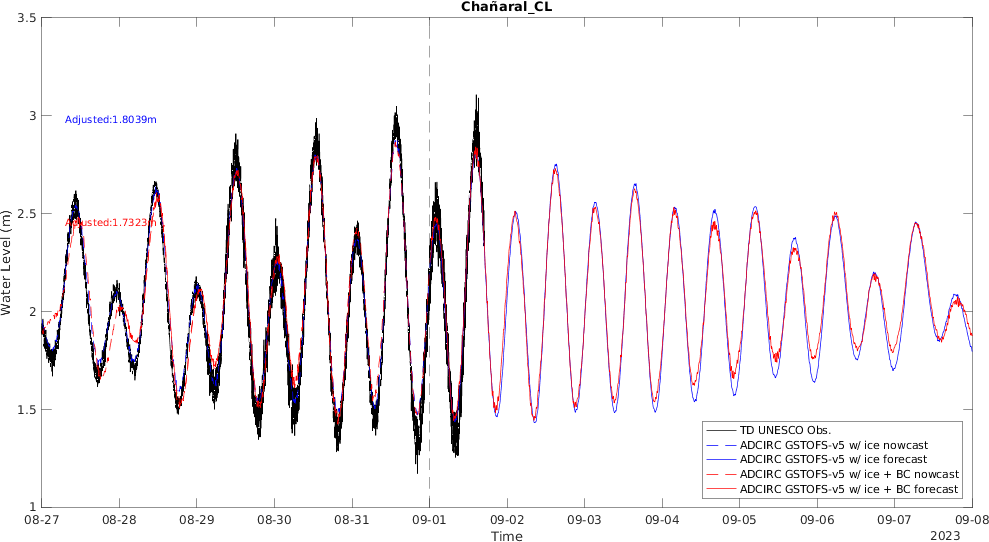 Chañaral_CL
3.5
3
2.5
2
1.5
1
Water Level (m)
Adjusted:1.8039m
Adjusted:1.7323m
TD UNESCO Obs.
ADCIRC GSTOFS-v5 w/ ice nowcast
ADCIRC GSTOFS-v5 w/ ice forecast
ADCIRC GSTOFS-v5 w/ ice + BC nowcast
ADCIRC GSTOFS-v5 w/ ice + BC forecast
08-27 08-28 08-29 08-30 08-31 09-01 09-02 09-03 09-04 09-05 09-06 09-07 09-08
Time
2023